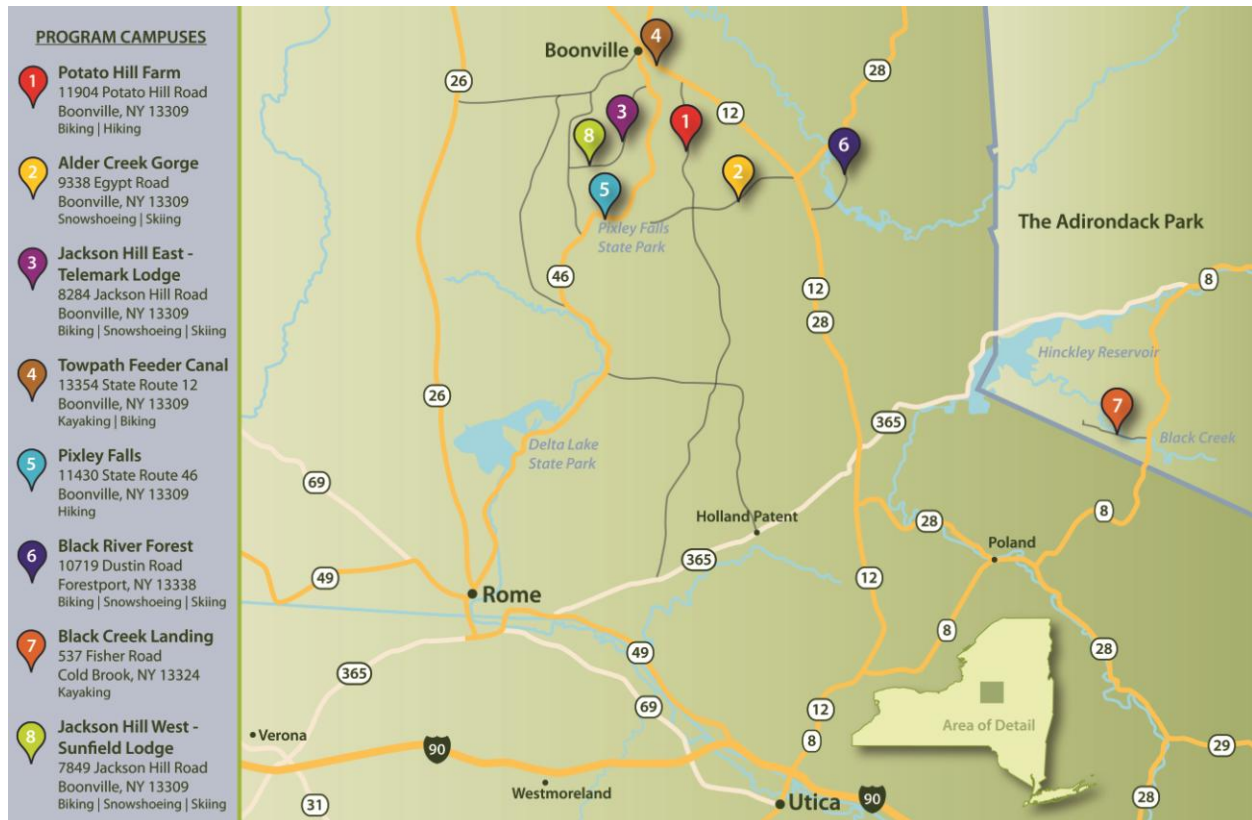 PROGRAM CAMPUSES
1
Potato Hill Farm
11904 Potato Hill Road
Boonville, NY 13309
Biking | Hiking
2
Alder Creek Gorge
9338 Egypt Road
Boonville, NY 13309
Snowshoeing | Skiing
3
Jackson Hill East -
Telemark Lodge
8284 Jackson Hill Road
Boonville, NY 13309
Biking | Snowshoeing | Skiing
4
Towpath Feeder Canal
13354 State Route 12
Boonville, NY 13309
Kayaking | Biking
5
Pixley Falls
11430 State Route 46
Boonville, NY 13309
Hiking
6
Black River Forest
10719 Dustin Road
Forestport, NY 13338
Biking | Snowshoeing | Skiing
7
Black Creek Landing
537 Fisher Road
Cold Brook, NY 13324
Kayaking
8
Jackson Hill West -
Sunfield Lodge
7849 Jackson Hill Road
Boonville, NY 13309
Biking | Snowshoeing | Skiing
4
Boonville
28
26
12
3
1
8
6
2
5
Pixley Falls
State Park
The Adirondack Park
46
8
12
28
Hinckley Reservoir
26
7
365
Black Creek
Delta Lake
State Park
69
Holland Patent
8
28
Poland
365
49
12
Rome
8
49
28
365
69
12
Area of Detail
Verona
8
29
90
Westmoreland
31
Utica
90
28